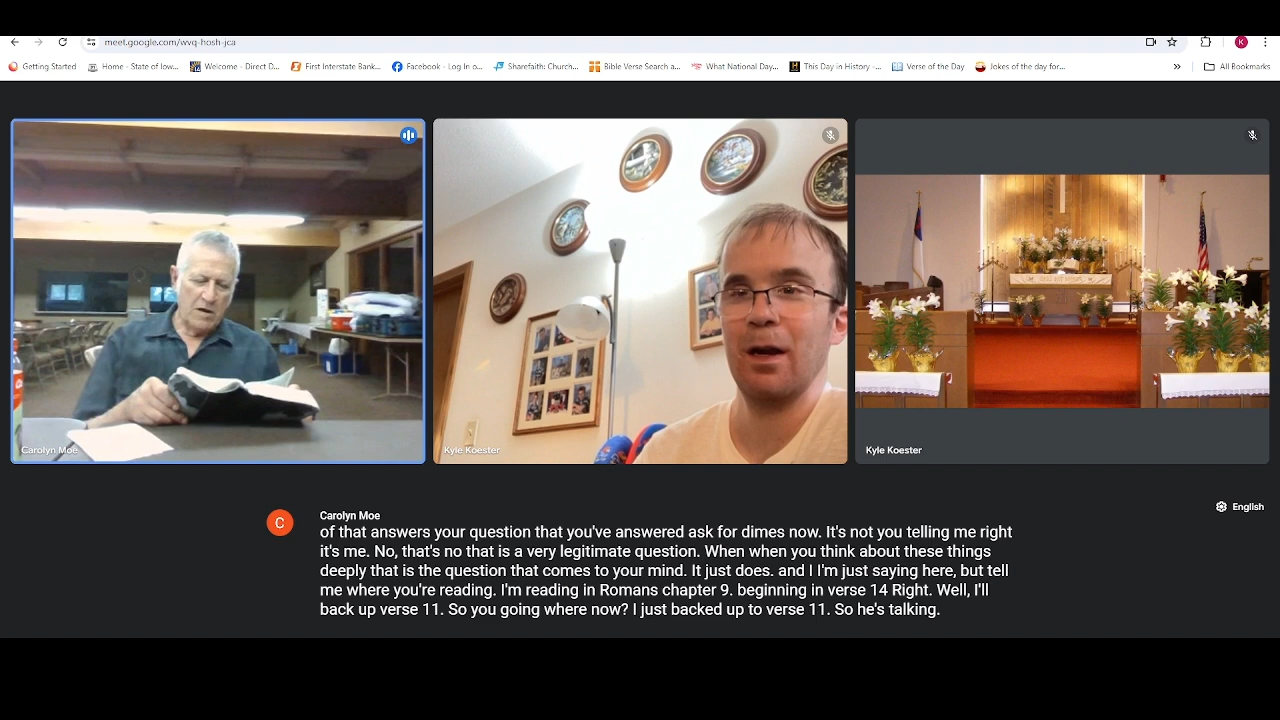 meet.google.com/wvq-hosh-jca
Getting Started Home - State of Iow... Welcome - Direct D... First Interstate Bank... Facebook - Log In o... Sharefaith: Church... Bible Verse Search a... What National Day... This Day in History -... Verse of the Day Jokes of the day for... » All Bookmarks
K
Carolyn Moe
Kyle Koester
Kyle Koester
C
Carolyn Moe
English
of that answers your question that you've answered ask for dimes now. It's not you telling me right
it's me. No, that's no that is a very legitimate question. When when you think about these things
deeply that is the question that comes to your mind. It just does. and I I'm just saying here, but tell
me where you're reading. I'm reading in Romans chapter 9. beginning in verse 14 Right. Well, I'll
back up verse 11. So you going where now? I just backed up to verse 11. So he's talking.